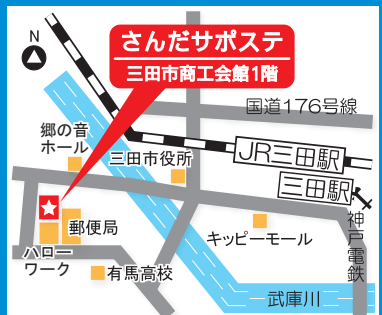 N
さんだサポステ
三田市商工会館1階
国道176号線
郷の音
ホール
三田市役所
JR三田駅
三田駅
神戸電鉄
郵便局
キッピーモール
ハロー
ワーク
有馬高校
武庫川